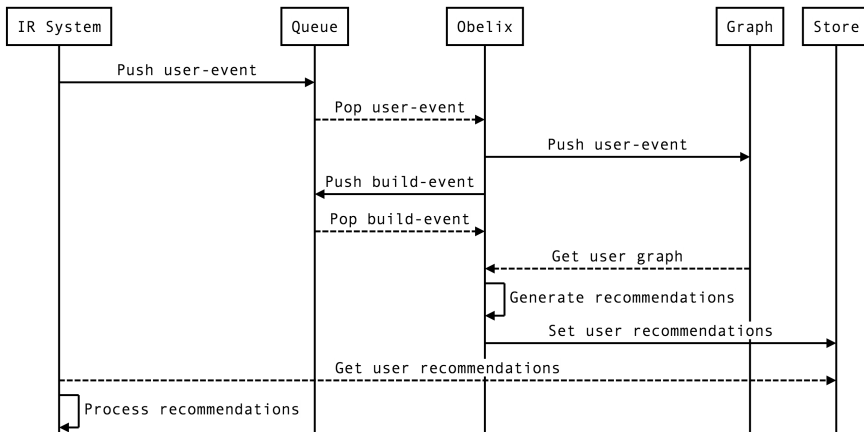 IR System
Queue
Obelix
Graph
Store
Push user-event
Pop user-event
Push user-event
Push build-event
Pop build-event
Get user graph
Generate recommendations
Set user recommendations
Get user recommendations
Process recommendations